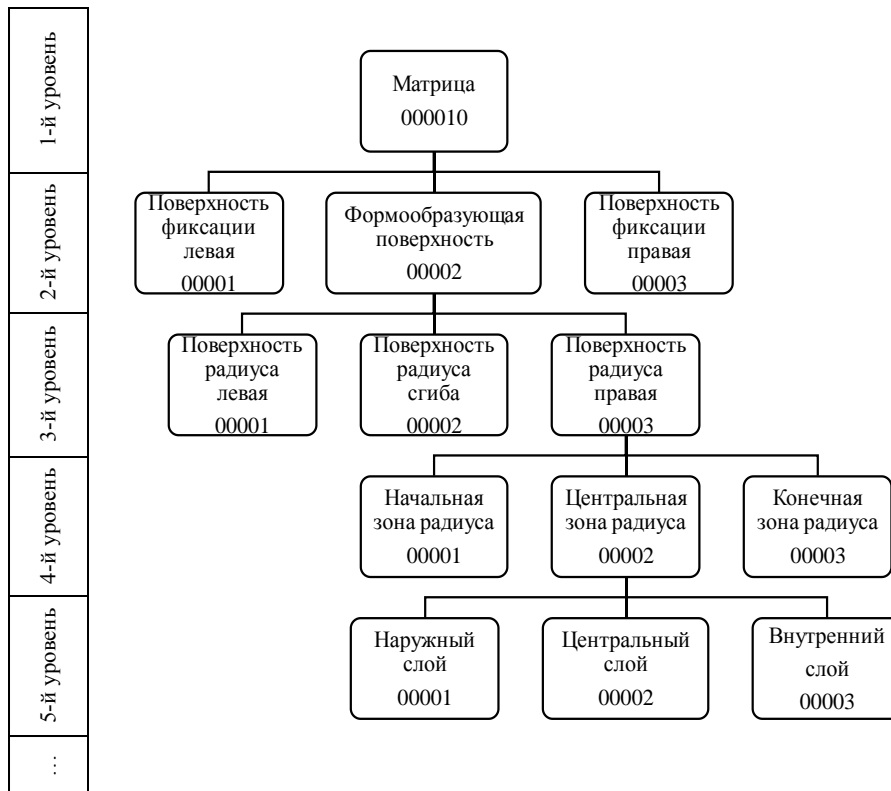 1-й уровень
Матрица
000010
2-й уровень
Поверхность
фиксации
левая
00001
Формообразующая
поверхность
00002
Поверхность
фиксации
правая
00003
3-й уровень
Поверхность
радиуса
левая
00001
Поверхность
радиуса
сгиба
00002
Поверхность
радиуса
правая
00003
4-й уровень
Начальная
зона радиуса
00001
Центральная
зона радиуса
00002
Конечная
зона радиуса
00003
5-й уровень
Наружный
слой
00001
Центральный
слой
00002
Внутренний
слой
00003
…